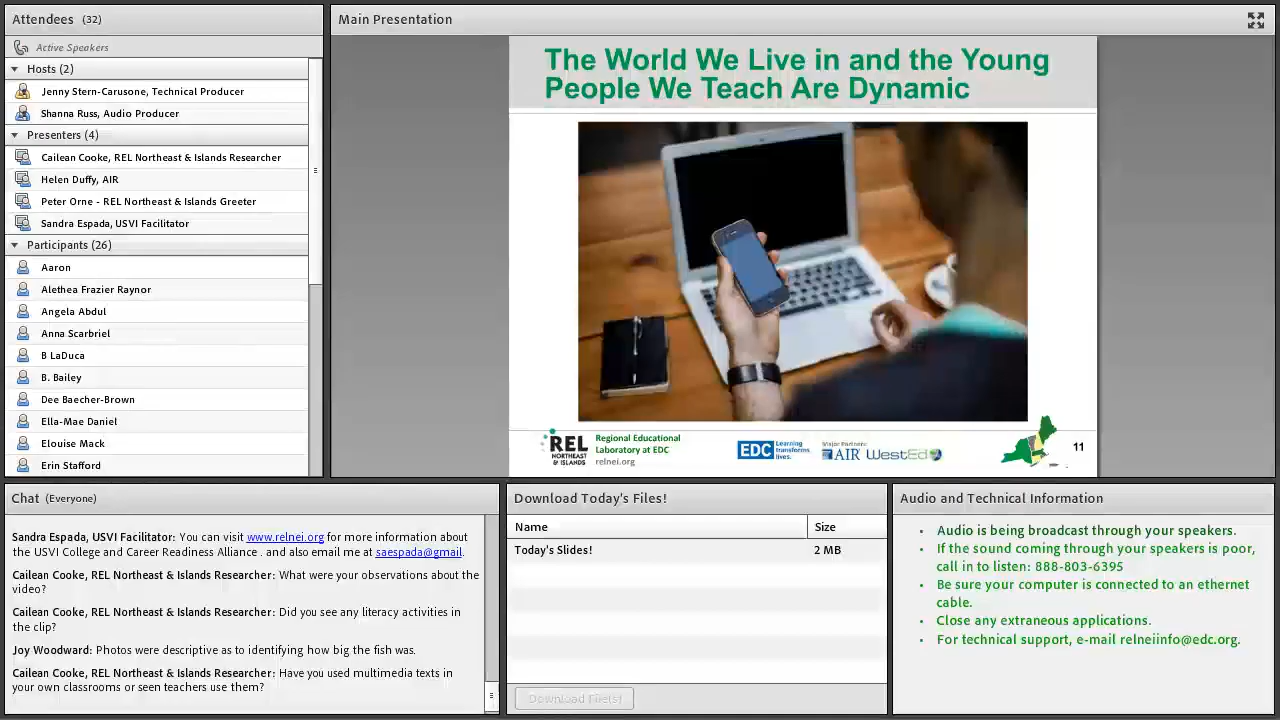 Attendees (32)
Active Speakers
Hosts (2)
Jenny Stern-Carusone, Technical Producer
Shanna Russ, Audio Producer
Presenters (4)
Cailean Cooke, REL Northeast & Islands Researcher
Helen Duffy, AIR
Peter Orne - REL Northeast & Islands Greeter
Sandra Espada, USVI Facilitator
Participants (26)
Aaron
Alethea Frazier Raynor
Angela Abdul
Anna Scarbriel
B LaDuca
B. Bailey
Dee Baecher-Brown
Ella-Mae Daniel
Elouise Mack
Erin Stafford
Main Presentation
The World We Live in and the Young
People We Teach Are Dynamic
REL
NORTHEAST
& ISLANDS
Regional Educational
Laboratory at EDC
relnei.org
EDC
Learning
transforms
lives.
Major Partners:
AIR WestEd
11
Chat (Everyone)
Sandra Espada, USVI Facilitator: You can visit www.relnei.org for more information about
the USVI College and Career Readiness Alliance . and also email me at saespada@gmail.
Cailean Cooke, REL Northeast & Islands Researcher: What were your observations about the
video?
Cailean Cooke, REL Northeast & Islands Researcher: Did you see any literacy activities in
the clip?
Joy Woodward: Photos were descriptive as to identifying how big the fish was.
Cailean Cooke, REL Northeast & Islands Researcher: Have you used multimedia texts in
your own classrooms or seen teachers use them?
Download Today's Files!
Name Size
Today's Slides! 2 MB
Download File(s)
Audio and Technical Information
• Audio is being broadcast through your speakers.
• If the sound coming through your speakers is poor,
call in to listen: 888-803-6395
• Be sure your computer is connected to an ethernet
cable.
• Close any extraneous applications.
• For technical support, e-mail relneiinfo@edc.org.